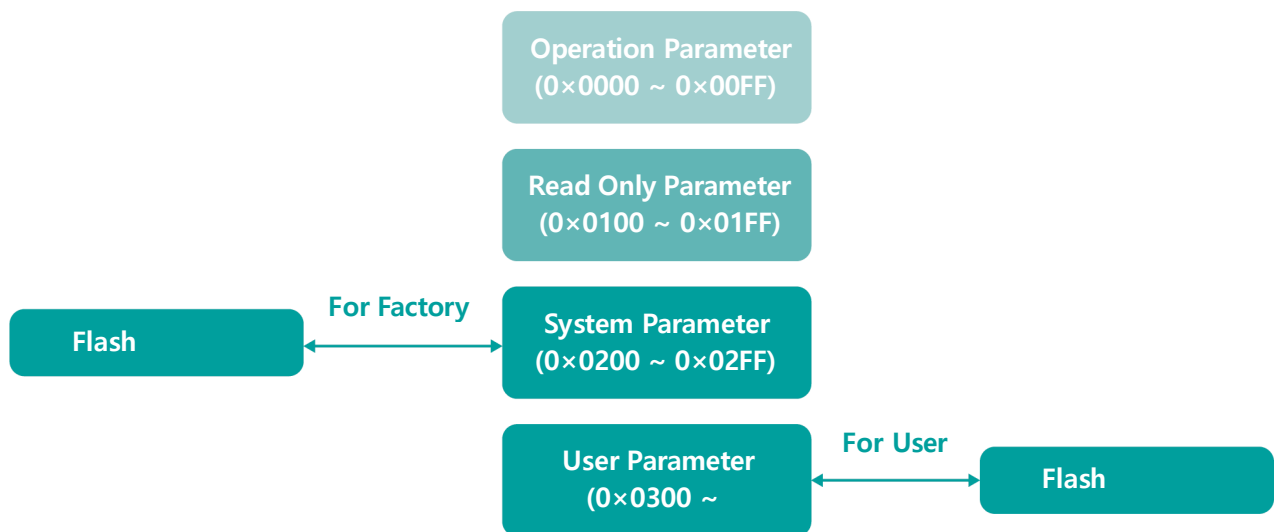 Operation Parameter
(0×0000 ~ 0×00FF)
Read Only Parameter
(0×0100 ~ 0×01FF)
For Factory
System Parameter
(0×0200 ~ 0×02FF)
Flash
User Parameter
(0×0300 ~
For User
Flash